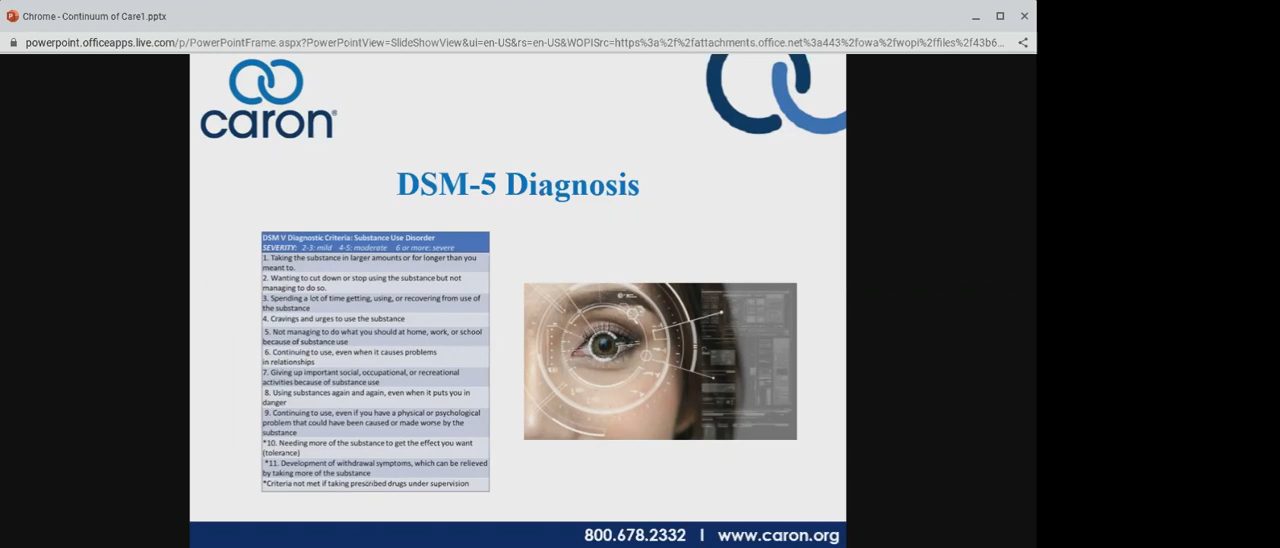 Chrome - Continuum of Care1.pptx
powerpoint.officeapps.live.com/p/PowerPointFrame.aspx?PowerPointView=SlideShowView&ui=en-US&rs=en-US&WOPISrc=https%3a%2f%2fattachments.office.net%3a443%2fowa%2fwopi%2ffiles%2f43b6...
caron®
DSM-5 Diagnosis
DSM V Diagnostic Criteria: Substance Use Disorder
SEVERITY: 2-3: mild 4-5: moderate 6 or more: severe
1. Taking the substance in larger amounts or for longer than you
meant to.
2. Wanting to cut down or stop using the substance but not
managing to do so.
3. Spending a lot of time getting, using, or recovering from use of
the substance
4. Cravings and urges to use the substance
5. Not managing to do what you should at home, work, or school
because of substance use
6. Continuing to use, even when it causes problems
in relationships
7. Giving up important social, occupational, or recreational
activities because of substance use
8. Using substances again and again, even when it puts you in
danger
9. Continuing to use, even if you have a physical or psychological
problem that could have been caused or made worse by the
substance
*10. Needing more of the substance to get the effect you want
(tolerance)
*11. Development of withdrawal symptoms, which can be relieved
by taking more of the substance
*Criteria not met if taking prescribed drugs under supervision
800.678.2332 | www.caron.org